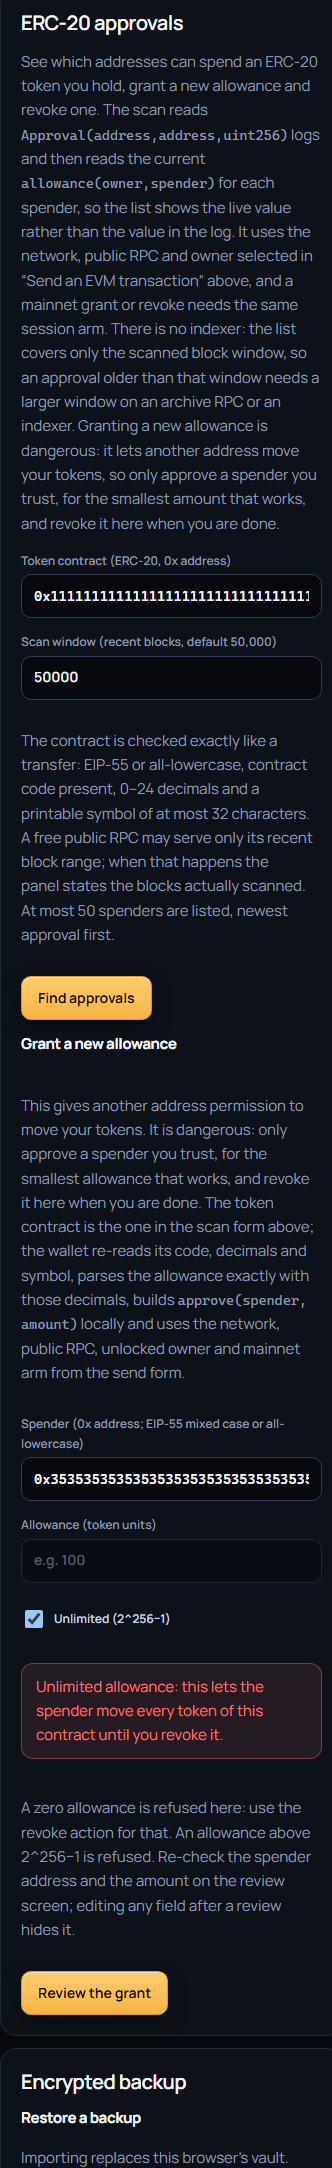 ERC-20 approvals
See which addresses can spend an ERC-20
token you hold, grant a new allowance and
revoke one. The scan reads
Approval(address,address,uint256) logs
and then reads the current
allowance(owner,spender) for each
spender, so the list shows the live value
rather than the value in the log. It uses the
network, public RPC and owner selected in
“Send an EVM transaction” above, and a
mainnet grant or revoke needs the same
session arm. There is no indexer: the list
covers only the scanned block window, so
an approval older than that window needs a
larger window on an archive RPC or an
indexer. Granting a new allowance is
dangerous: it lets another address move
your tokens, so only approve a spender you
trust, for the smallest amount that works,
and revoke it here when you are done.
Token contract (ERC-20, 0x address)
0x1111111111111111111111111111111
Scan window (recent blocks, default 50,000)
50000
The contract is checked exactly like a
transfer: EIP-55 or all-lowercase, contract
code present, 0–24 decimals and a
printable symbol of at most 32 characters.
A free public RPC may serve only its recent
block range; when that happens the
panel states the blocks actually scanned.
At most 50 spenders are listed, newest
approval first.
Find approvals
Grant a new allowance
This gives another address permission to
move your tokens. It is dangerous: only
approve a spender you trust, for the
smallest allowance that works, and revoke
it here when you are done. The token
contract is the one in the scan form above;
the wallet re-reads its code, decimals and
symbol, parses the allowance exactly with
those decimals, builds approve(spender,
amount) locally and uses the network,
public RPC, unlocked owner and mainnet
arm from the send form.
Spender (0x address; EIP-55 mixed case or all-
lowercase)
0x3535353535353535353535353535353
Allowance (token units)
e.g. 100
Unlimited (2^256−1)
Unlimited allowance: this lets the
spender move every token of this
contract until you revoke it.
A zero allowance is refused here: use the
revoke action for that. An allowance above
2^256−1 is refused. Re-check the spender
address and the amount on the review
screen; editing any field after a review
hides it.
Review the grant
Encrypted backup
Restore a backup
Importing replaces this browser’s vault.